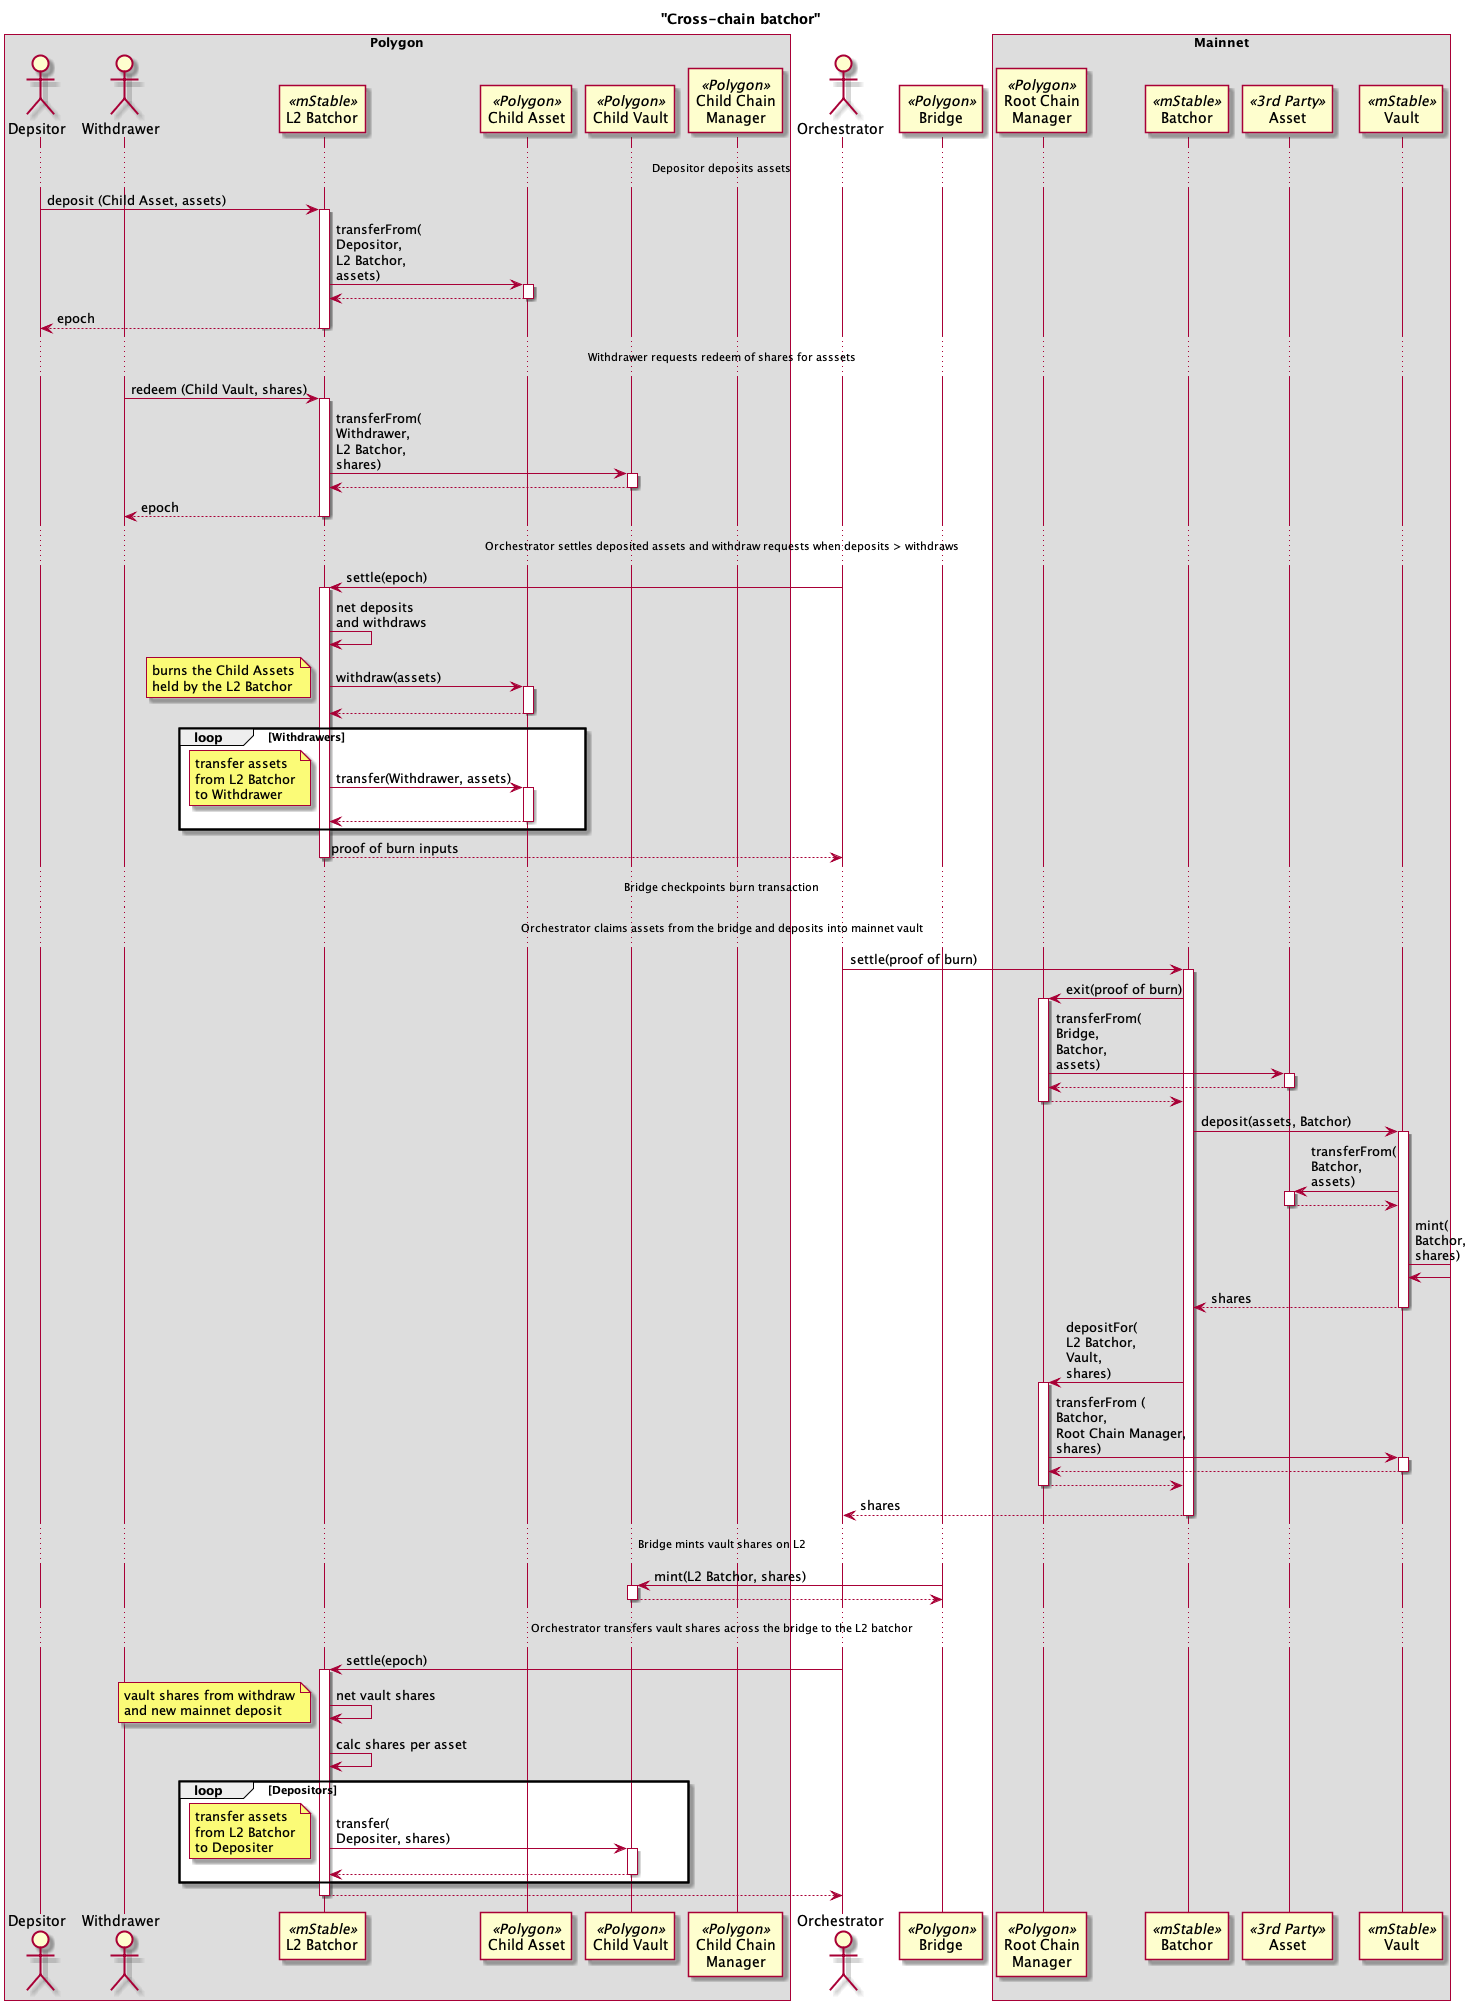 "Cross-chain batchor"
Polygon
Mainnet
Depsitor
Withdrawer
«mStable»
L2 Batchor
«Polygon»
Child Asset
«Polygon»
Child Vault
«Polygon»
Child Chain
Manager
Orchestrator
«Polygon»
Bridge
«Polygon»
Root Chain
Manager
«mStable»
Batchor
«3rd Party»
Asset
«mStable»
Vault
Depositor deposits assets
deposit (Child Asset, assets)
transferFrom(
Depositor,
L2 Batchor,
assets)
epoch
Withdrawer requests redeem of shares for asssets
redeem (Child Vault, shares)
transferFrom(
Withdrawer,
L2 Batchor,
shares)
epoch
Orchestrator settles deposited assets and withdraw requests when deposits > withdraws
settle(epoch)
net deposits
and withdraws
burns the Child Assets
held by the L2 Batchor
withdraw(assets)
loop
[Withdrawers]
transfer assets
from L2 Batchor
to Withdrawer
transfer(Withdrawer, assets)
proof of burn inputs
Bridge checkpoints burn transaction
Orchestrator claims assets from the bridge and deposits into mainnet vault
settle(proof of burn)
exit(proof of burn)
transferFrom(
Bridge,
Batchor,
assets)
deposit(assets, Batchor)
transferFrom(
Batchor,
assets)
mint(
Batchor,
shares)
shares
depositFor(
L2 Batchor,
Vault,
shares)
transferFrom (
Batchor,
Root Chain Manager,
shares)
shares
Bridge mints vault shares on L2
mint(L2 Batchor, shares)
Orchestrator transfers vault shares across the bridge to the L2 batchor
settle(epoch)
vault shares from withdraw
and new mainnet deposit
net vault shares
calc shares per asset
loop
[Depositors]
transfer assets
from L2 Batchor
to Depositer
transfer(
Depositer, shares)
Depsitor
Withdrawer
«mStable»
L2 Batchor
«Polygon»
Child Asset
«Polygon»
Child Vault
«Polygon»
Child Chain
Manager
Orchestrator
«Polygon»
Bridge
«Polygon»
Root Chain
Manager
«mStable»
Batchor
«3rd Party»
Asset
«mStable»
Vault